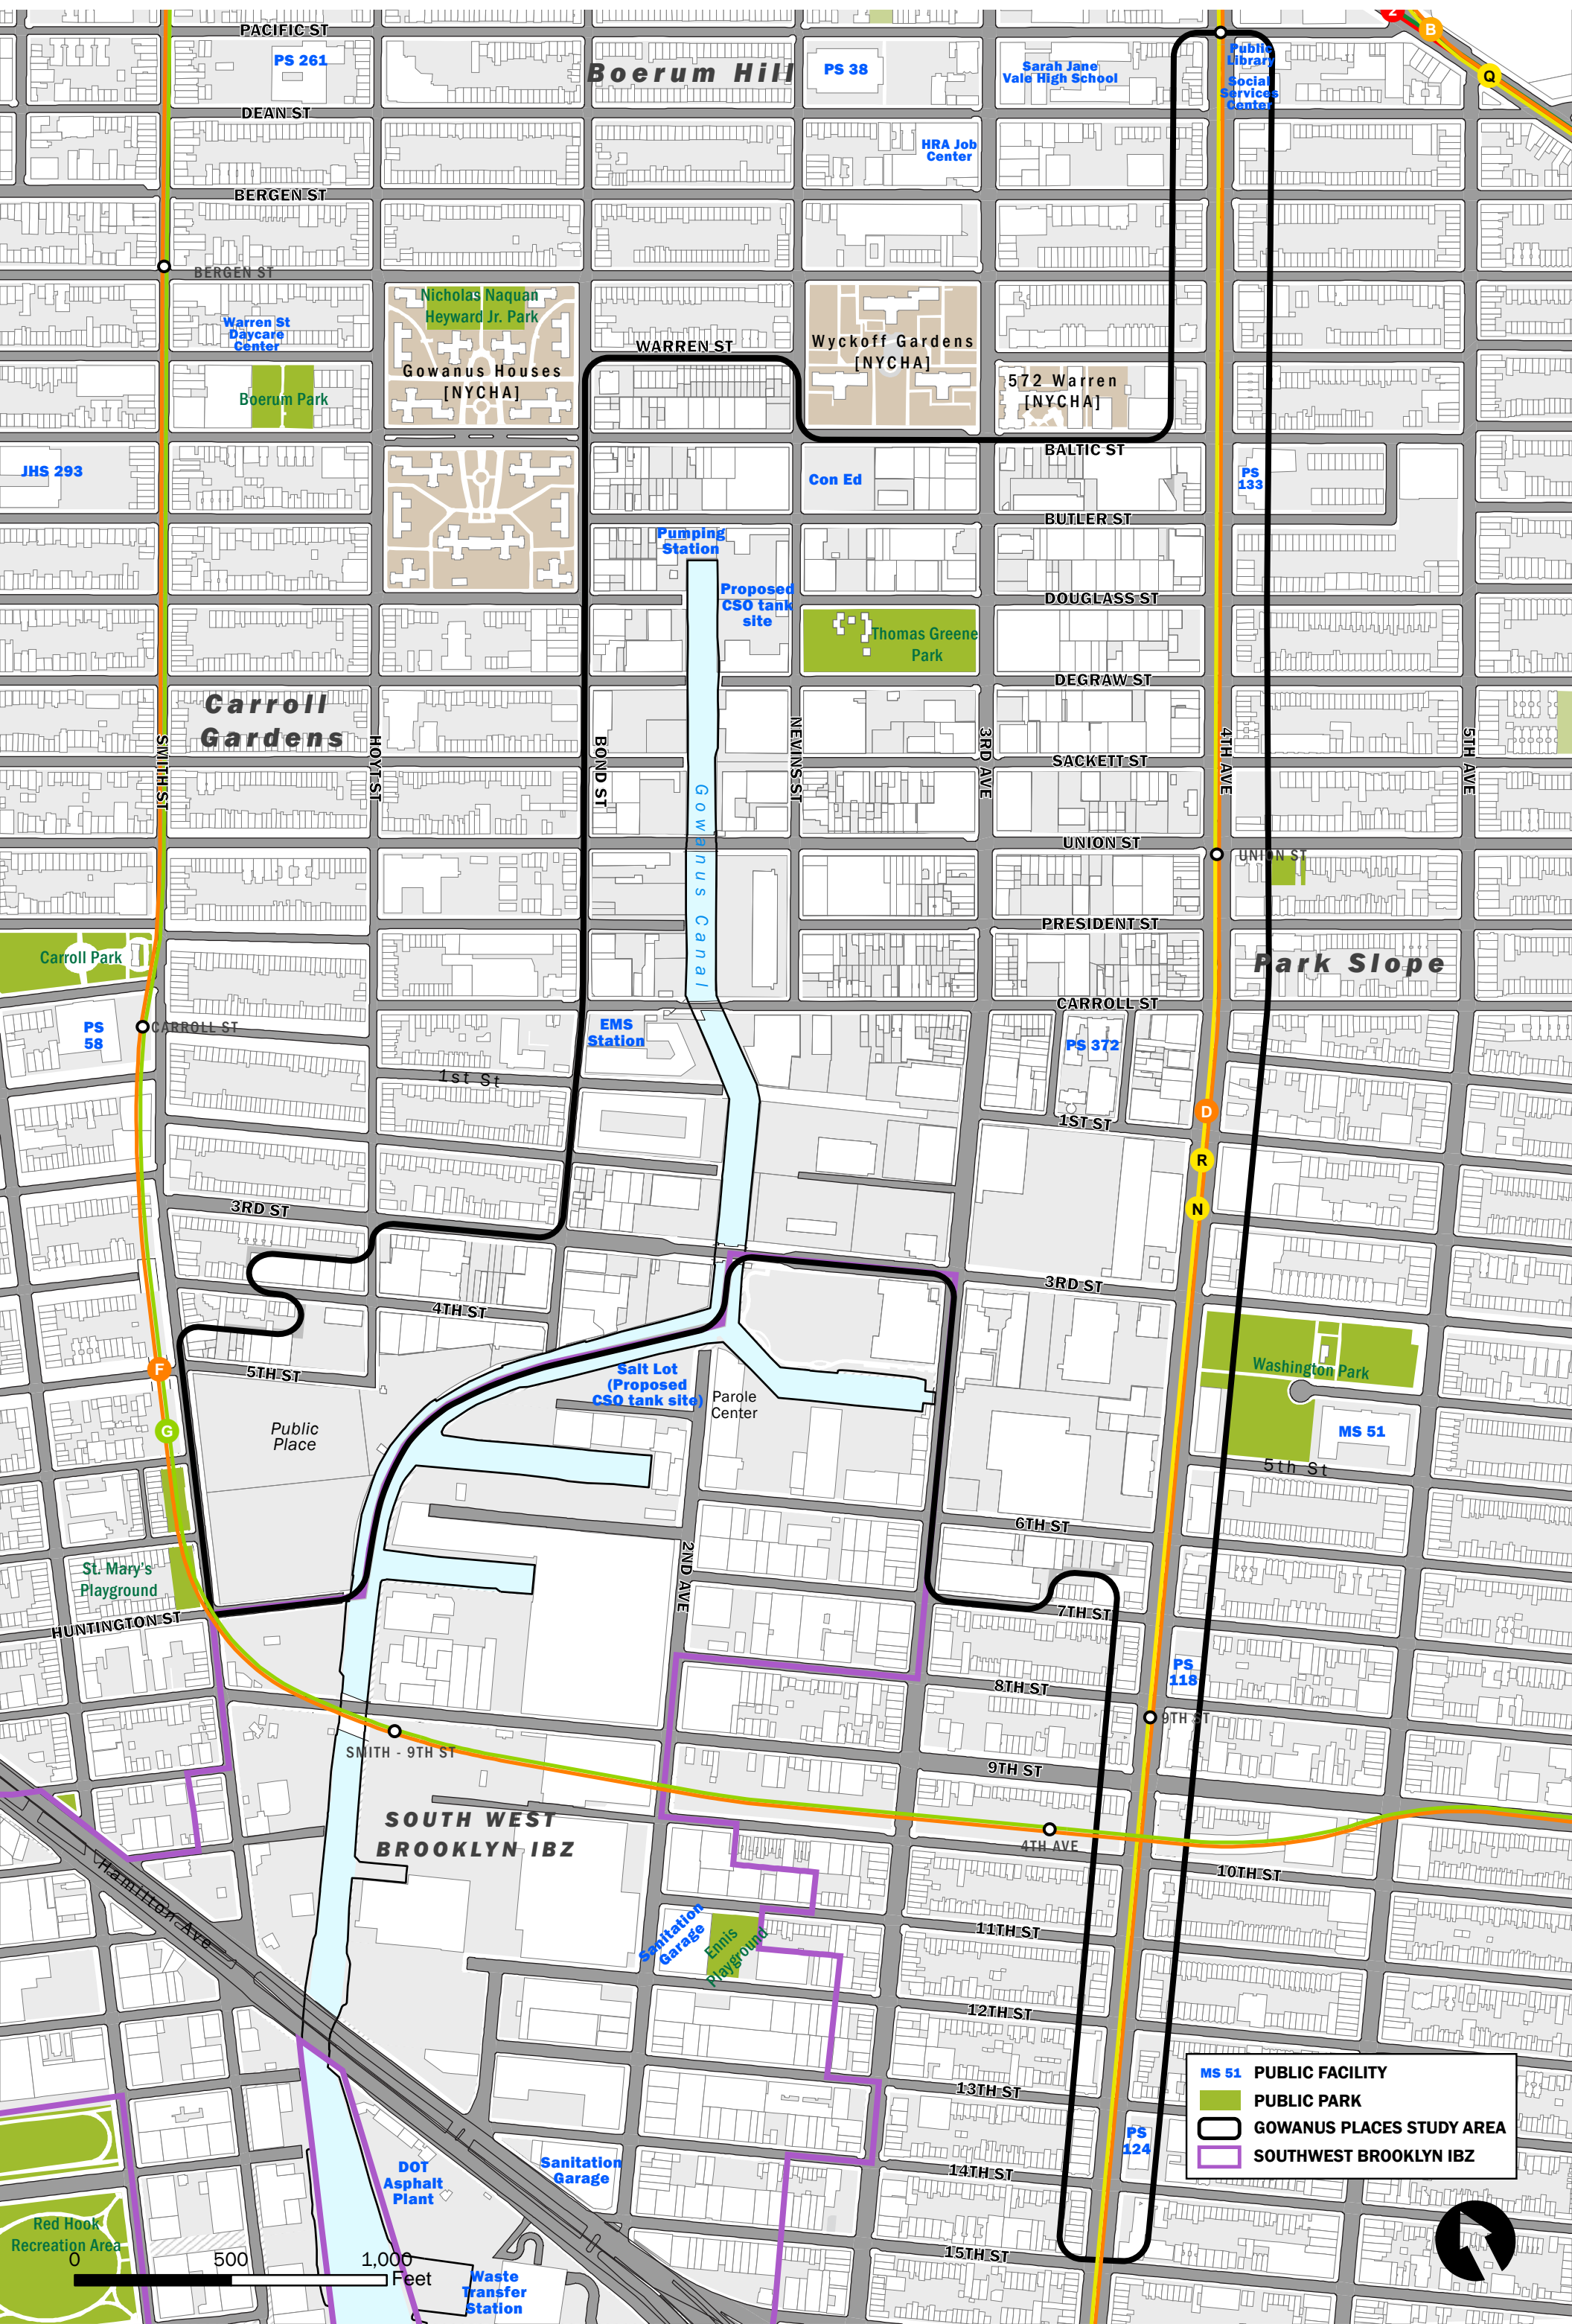 PACIFIC ST
2
B
Q
PS 261
Boerum Hill
PS 38
Sarah Jane
Vale High School
Public
Library
Social
Services
Center
DEAN ST
HRA Job
Center
BERGEN ST
BERGEN ST
Nicholas Naquan
Heyward Jr. Park
Warren St
Daycare
Center
WARREN ST
Wyckoff Gardens
[NYCHA]
Gowanus Houses
[NYCHA]
572 Warren
[NYCHA]
Boerum Park
BALTIC ST
JHS 293
Con Ed
PS
133
BUTLER ST
Pumping
Station
Proposed
CSO tank
site
DOUGLASS ST
Thomas Greene
Park
DEGRAW ST
Carroll
Gardens
SMITH ST
HOYT ST
BOND ST
NEVINS ST
3RD AVE
4TH AVE
5TH AVE
SACKETT ST
Gowanus Canal
UNION ST
UNION ST
PRESIDENT ST
Carroll Park
Park Slope
CARROLL ST
PS
58
CARROLL ST
EMS
Station
PS 372
1st St
1ST ST
D
R
N
3RD ST
3RD ST
4TH ST
F
5TH ST
Salt Lot
(Proposed
CSO tank site)
Parole
Center
Washington Park
G
Public
Place
MS 51
5th St
6TH ST
2ND AVE
St. Mary's
Playground
HUNTINGTON ST
7TH ST
PS
118
8TH ST
9TH ST
SMITH - 9TH ST
9TH ST
SOUTH WEST
BROOKLYN IBZ
4TH AVE
10TH ST
Hamilton Ave
Sanitation
Garage
Ennis
Playground
11TH ST
12TH ST
13TH ST
PS
124
14TH ST
15TH ST
DOT
Asphalt
Plant
Sanitation
Garage
Red Hook
Recreation Area
Waste
Transfer
Station
0 500 1,000
Feet
MS 51 PUBLIC FACILITY
PUBLIC PARK
GOWANUS PLACES STUDY AREA
SOUTHWEST BROOKLYN IBZ